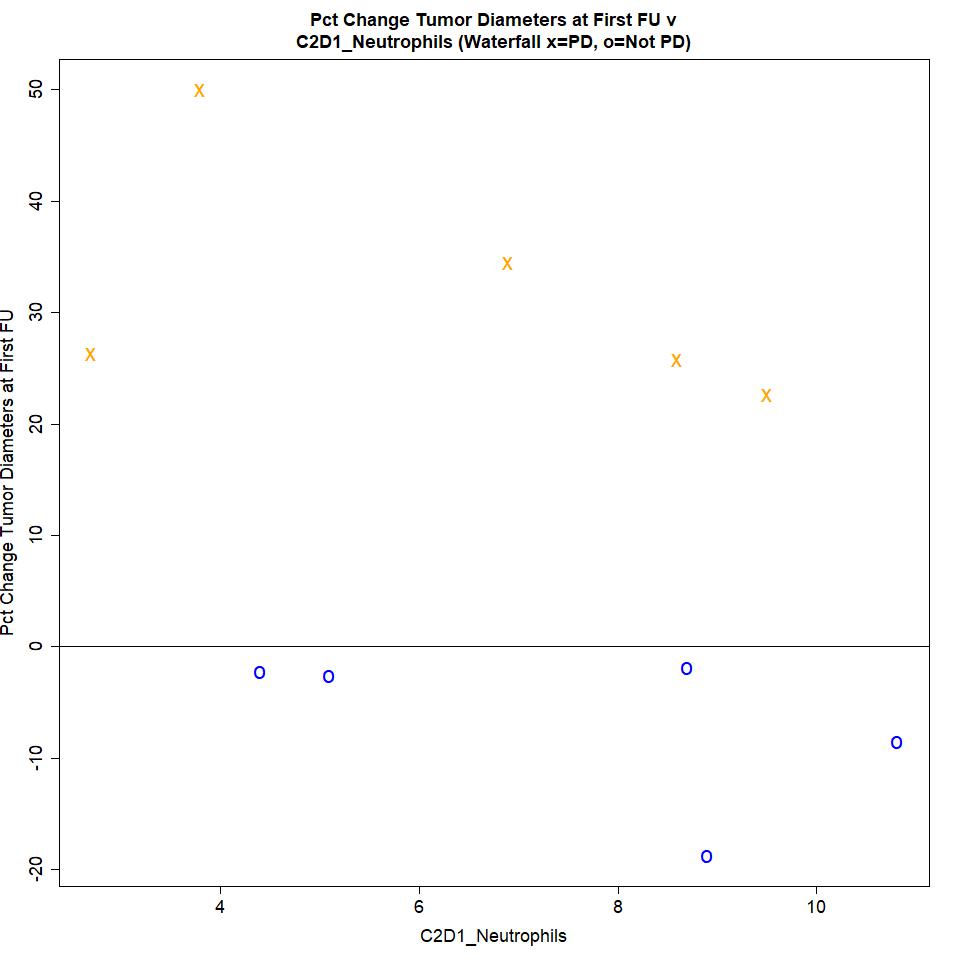 Pct Change Tumor Diameters at First FU v
C2D1_Neutrophils (Waterfall x=PD, o=Not PD)
Pct Change Tumor Diameters at First FU
50
40
30
20
10
0
-10
-20
X
X
X
X
X
O
O
O
O
O
4
6
8
10
C2D1_Neutrophils